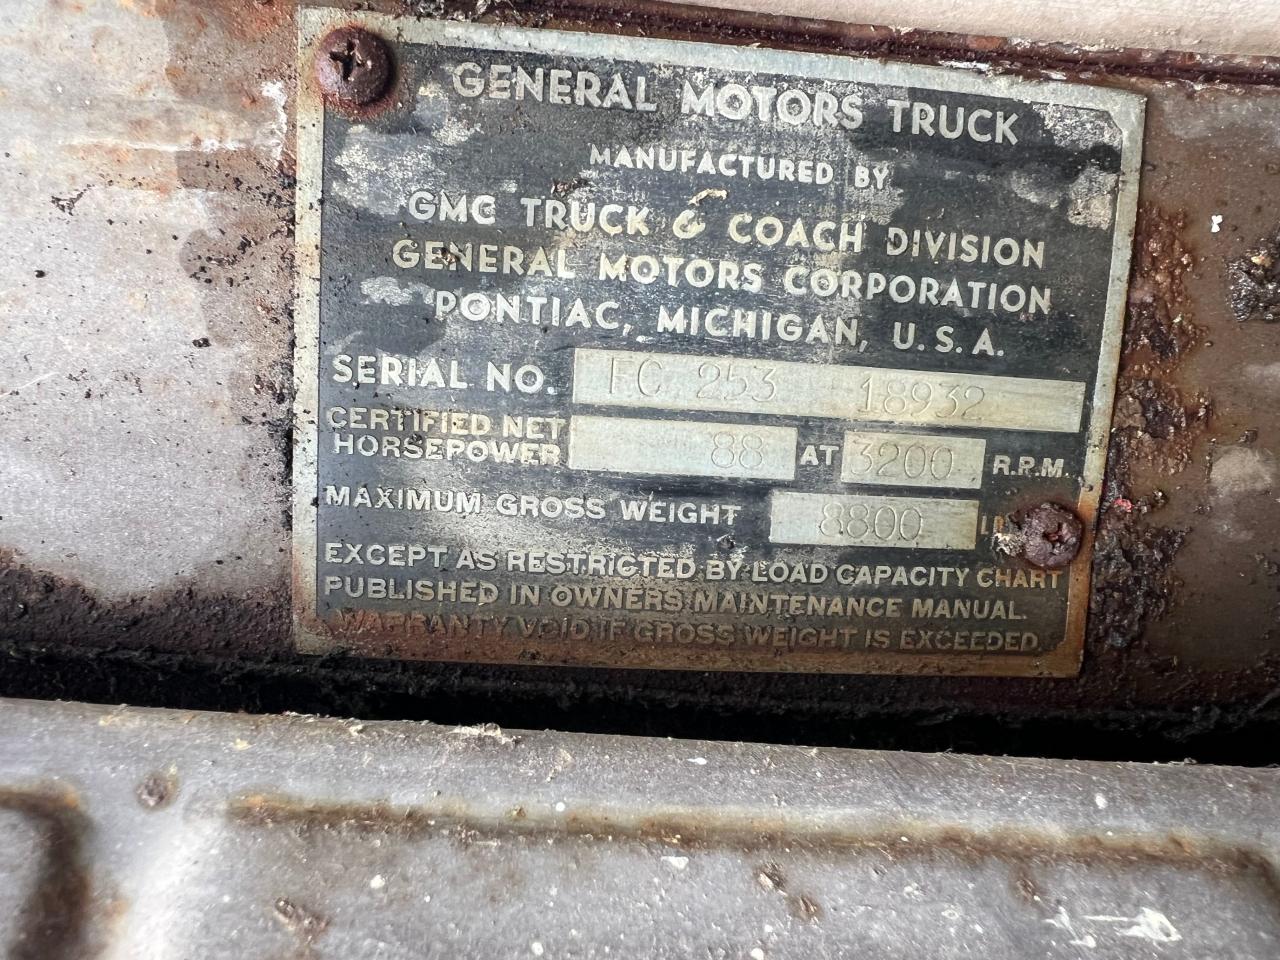 GENERAL MOTORS TRUCK
MANUFACTURED BY
GMC TRUCK & COACH DIVISION
GENERAL MOTORS CORPORATION
PONTIAC, MICHIGAN, U.S.A.
SERIAL NO. FC 253 18932
CERTIFIED NET HORSEPOWER 88 AT 3200 R.P.M.
MAXIMUM GROSS WEIGHT 8800
EXCEPT AS RESTRICTED BY LOAD CAPACITY CHART
PUBLISHED IN OWNERS MAINTENANCE MANUAL.
WARRANTY VOID IF GROSS WEIGHT IS EXCEEDED.